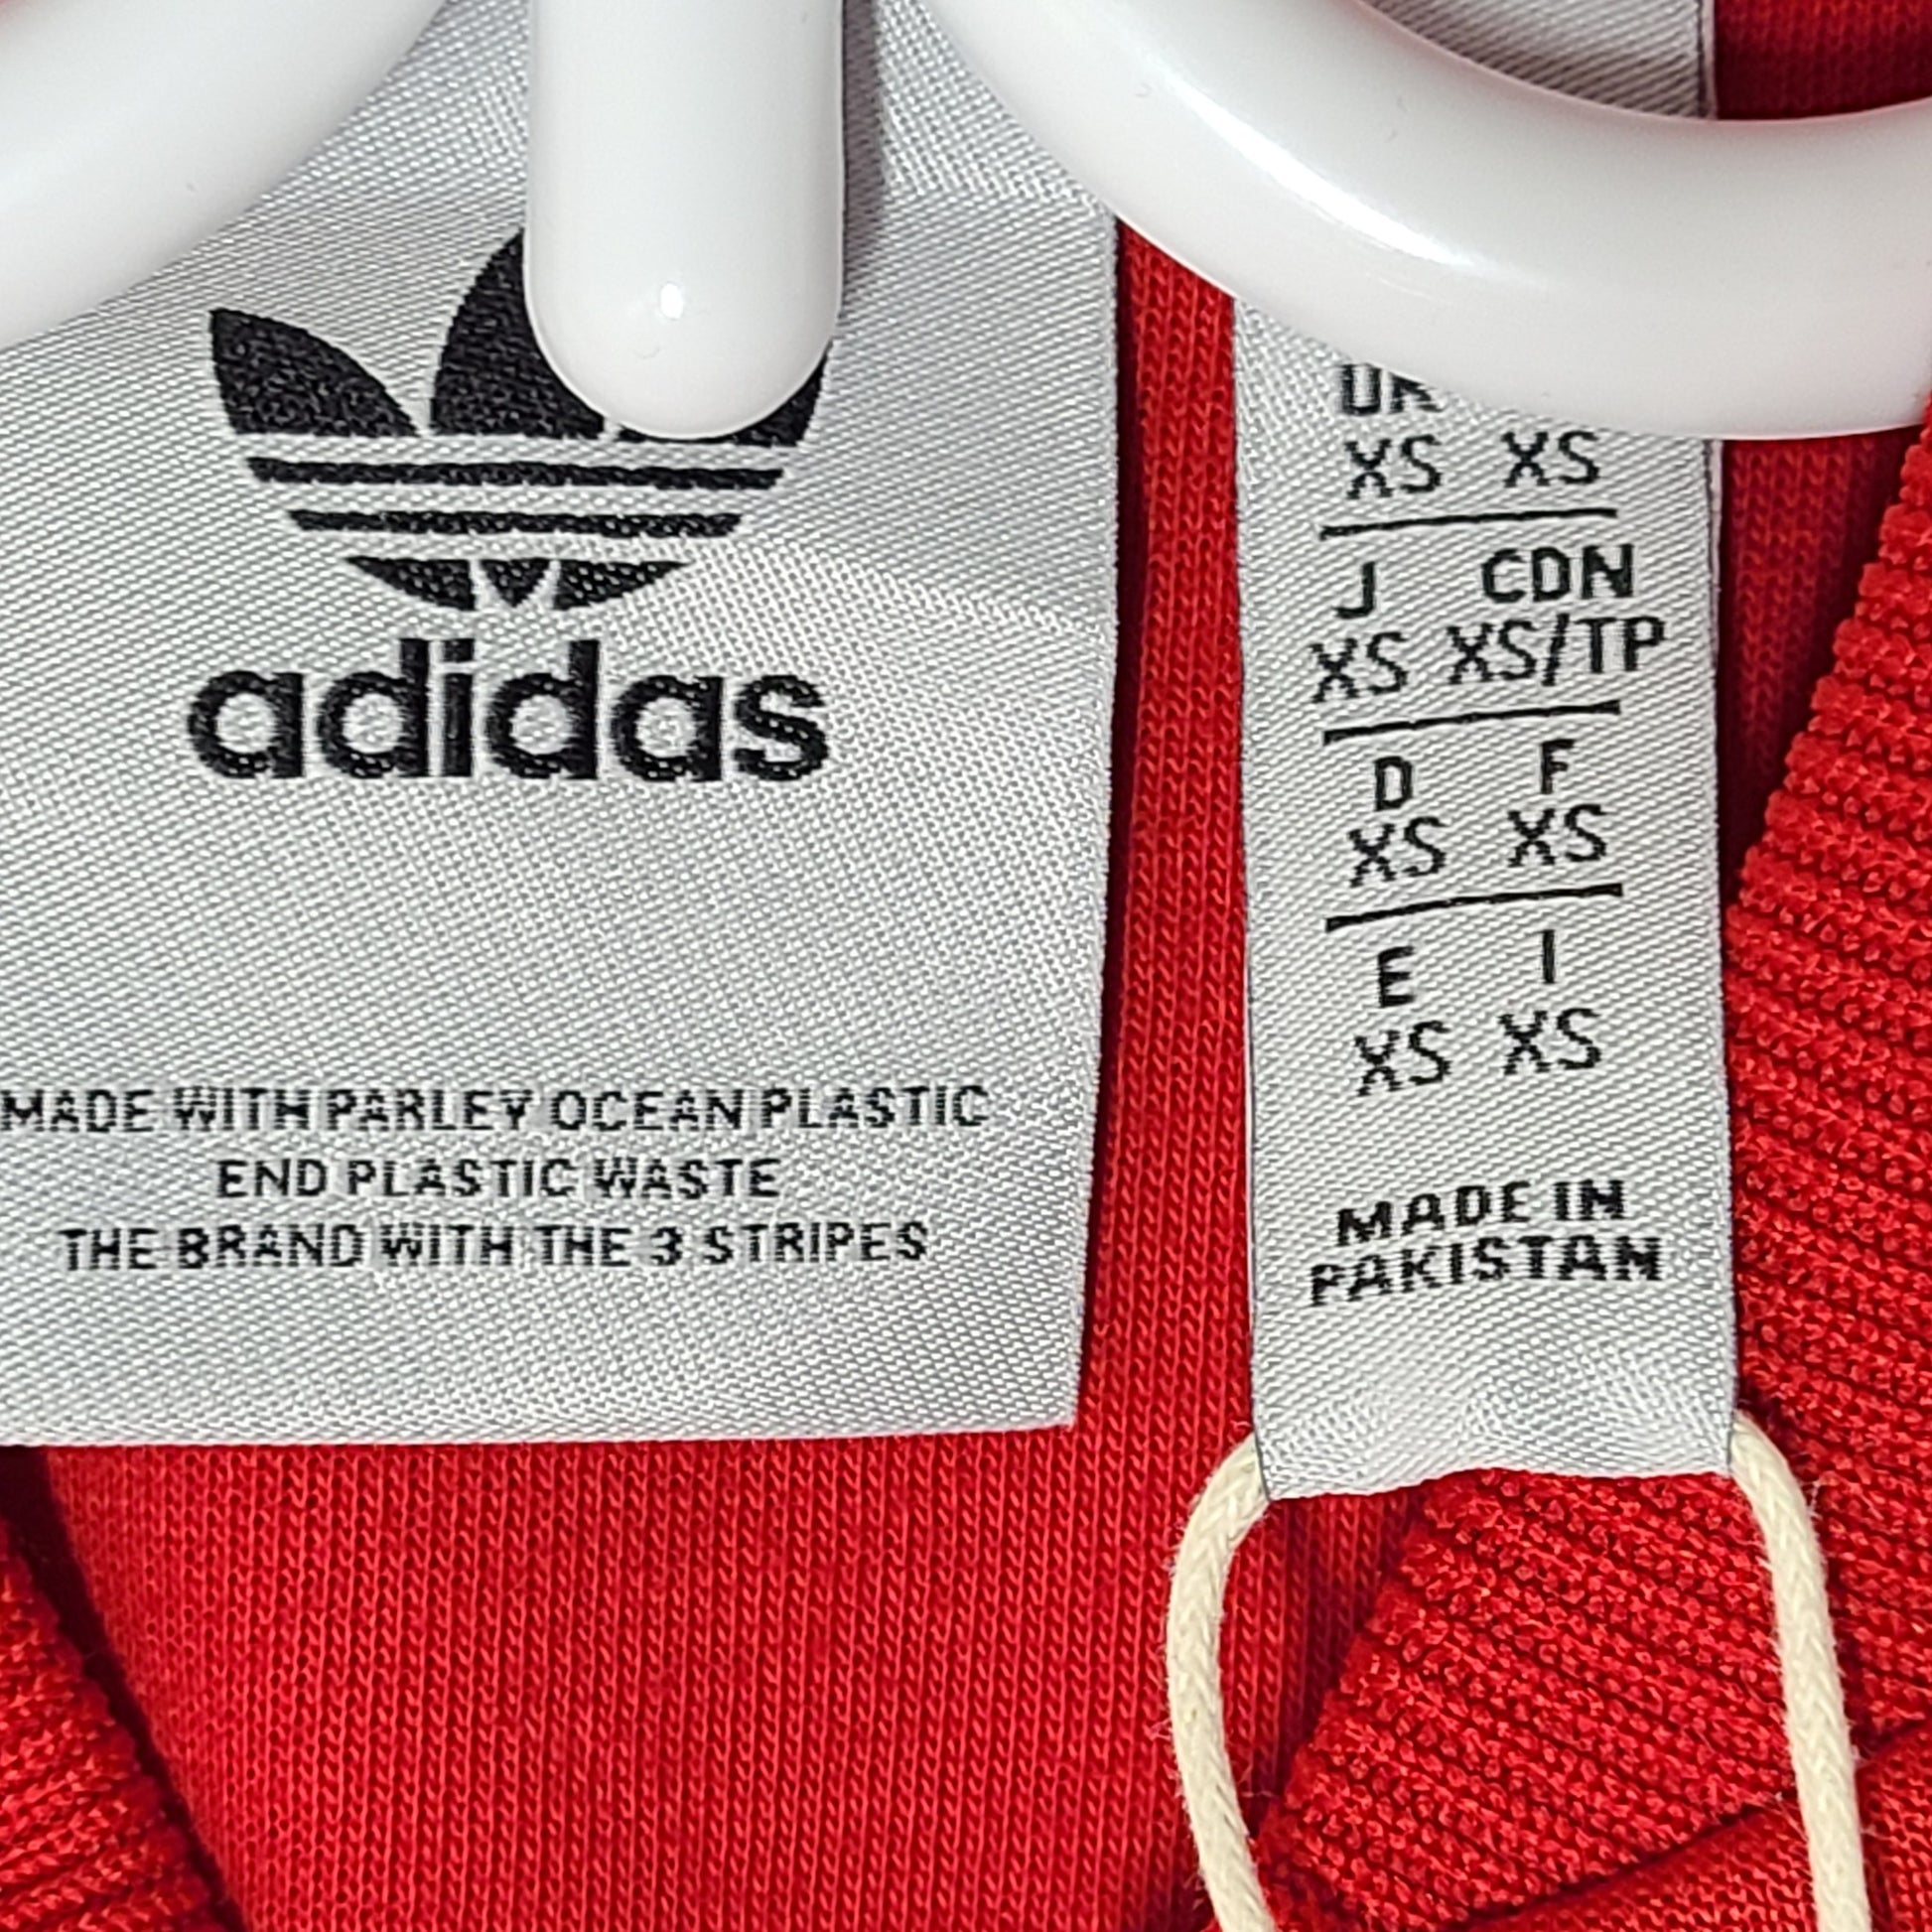 adidas
MADE WITH PARLEY OCEAN PLASTIC
END PLASTIC WASTE
THE BRAND WITH THE 3 STRIPES
UK
XS XS
J CDN
XS XS/TP
D F
XS XS
E I
XS XS
MADE IN
PAKISTAN